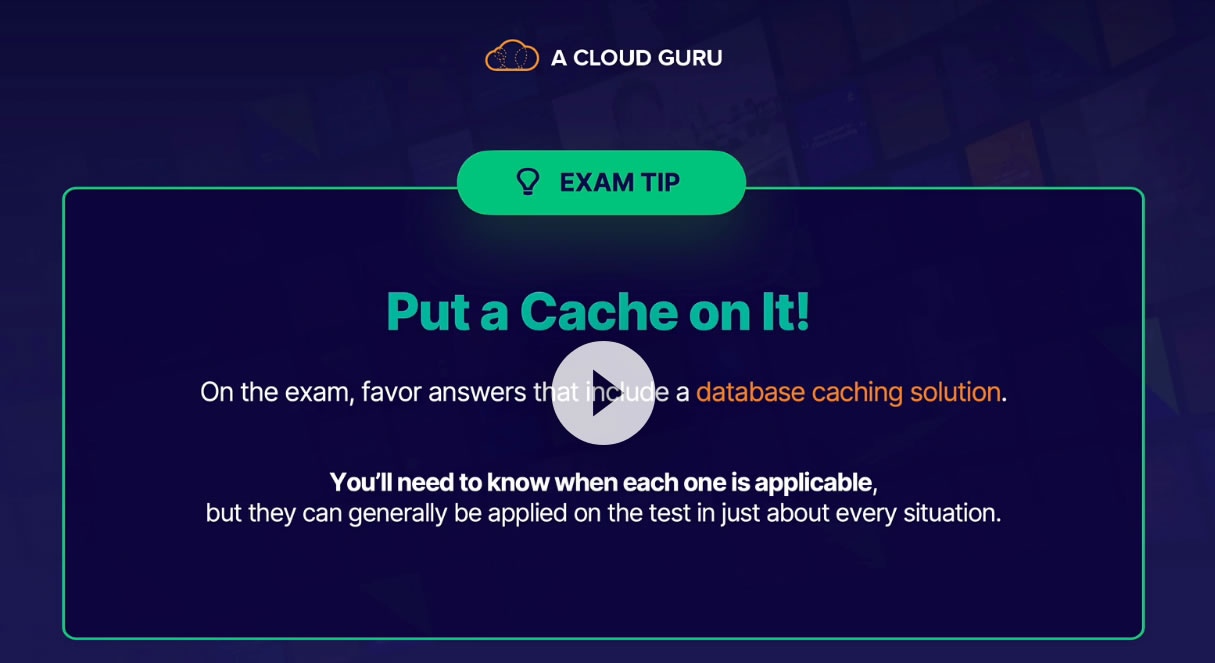 A CLOUD GURU
EXAM TIP
Put a Cache on It!
On the exam, favor answers that include a database caching solution.
You’ll need to know when each one is applicable,
but they can generally be applied on the test in just about every situation.